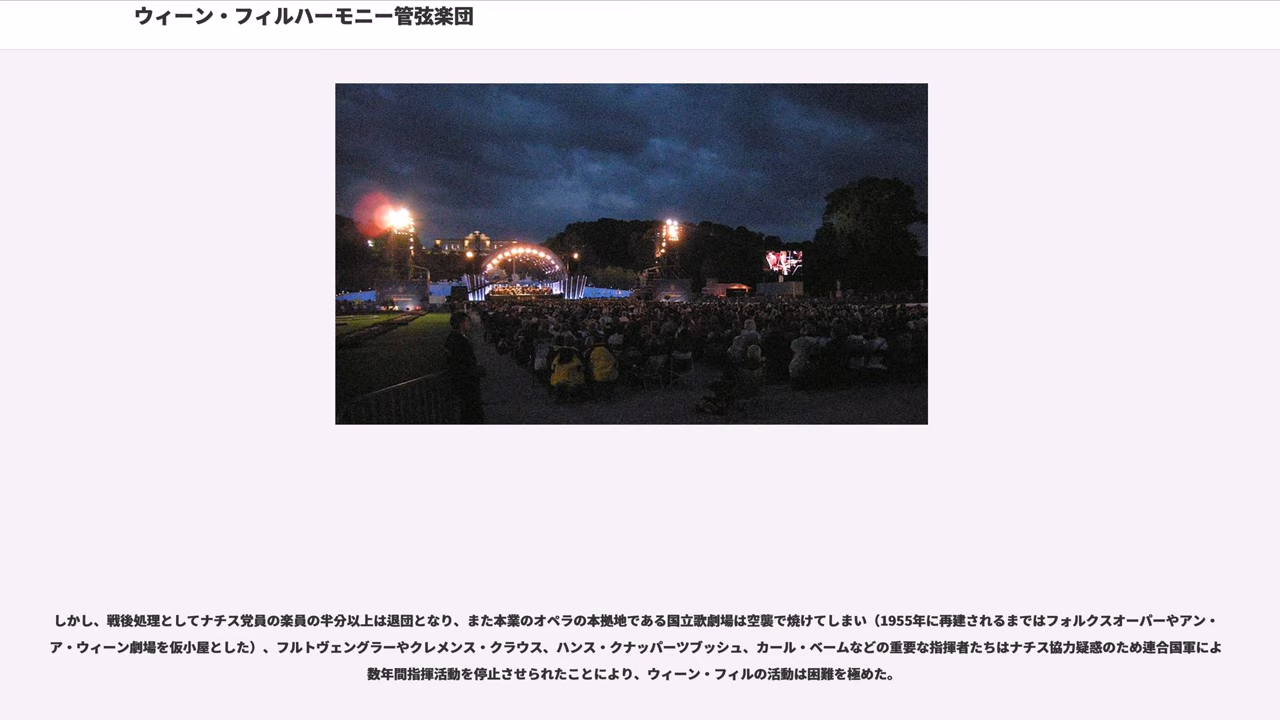 ウィーン・フィルハーモニー管弦楽団
しかし、戦後処理としてナチス党員の楽員の半分以上は退団となり、また本業のオペラの本拠地である国立歌劇場は空襲で焼けてしまい（1955年に再建されるまではフォルクスオーパーやアン・
ア・ウィーン劇場を仮小屋とした）、フルトヴェングラーやクレメンス・クラウス、ハンス・クナッパーツブッシュ、カール・ベームなどの重要な指揮者たちはナチス協力疑惑のため連合国軍によ
数年間指揮活動を停止させられたことにより、ウィーン・フィルの活動は困難を極めた。